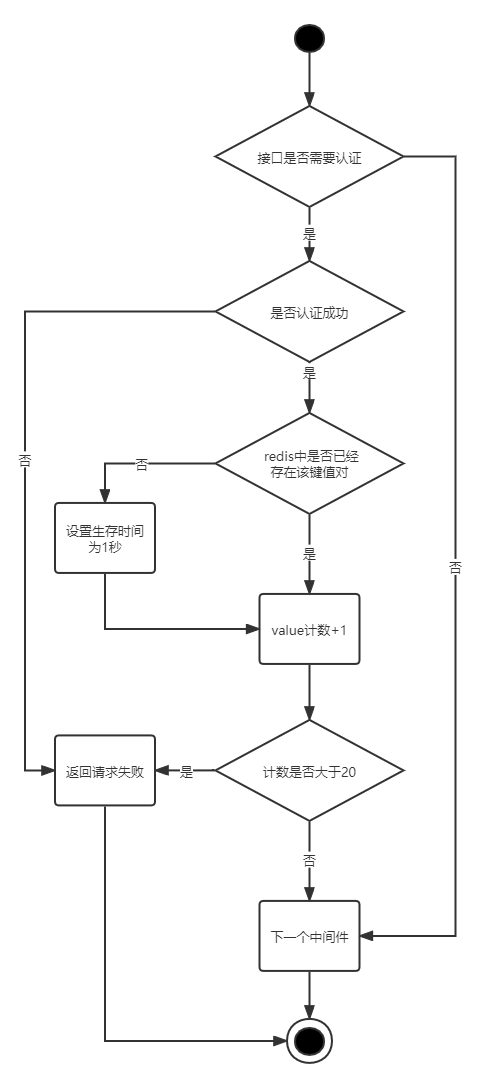 接口是否需要认证
是
是否认证成功
是
否
redis中是否已经
存在该键值对
否
设置生存时间
为1秒
是
否
value计数+1
返回请求失败
是
计数是否大于20
否
下一个中间件